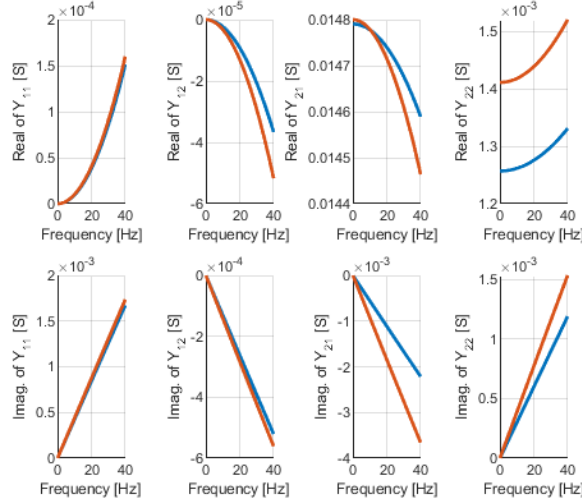 ×10⁻⁴ ×10⁻⁵ ×10⁻³
2 0 0.0148 1.5
1.5 0.0147 1.4
-2 0.0146
1 -4 1.3
0.5 0.0145
0 -6 0.0144 1.2
Real of Y₁₁ [S] Real of Y₁₂ [S] Real of Y₂₁ [S] Real of Y₂₂ [S]
0 20 40 0 20 40 0 20 40 0 20 40
Frequency [Hz] Frequency [Hz] Frequency [Hz] Frequency [Hz]
×10⁻³ ×10⁻⁴ ×10⁻³ ×10⁻³
2 0 0 1.5
1.5 -1
-2 1
1 -2
-4 0.5
0.5 -3
0 -6 -4 0
Imag. of Y₁₁ [S] Imag. of Y₁₂ [S] Imag. of Y₂₁ [S] Imag. of Y₂₂ [S]
0 20 40 0 20 40 0 20 40 0 20 40
Frequency [Hz] Frequency [Hz] Frequency [Hz] Frequency [Hz]